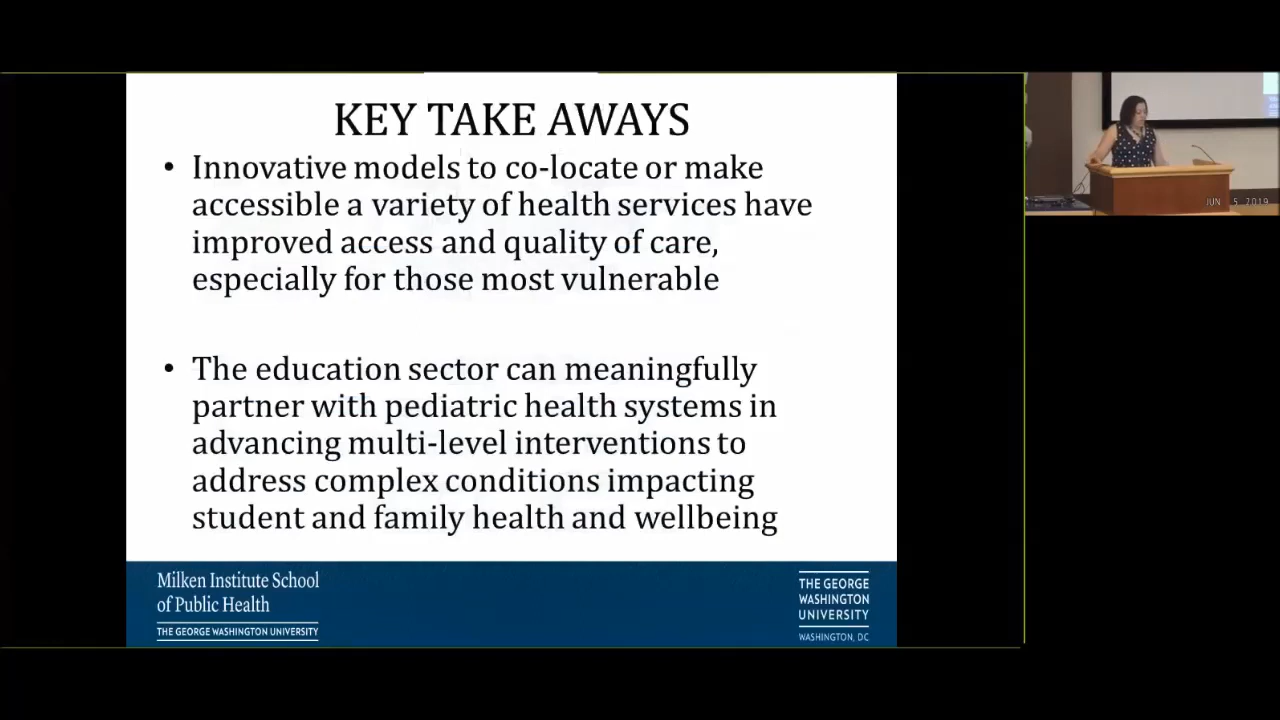 KEY TAKE AWAYS
• Innovative models to co-locate or make
accessible a variety of health services have
improved access and quality of care,
especially for those most vulnerable
• The education sector can meaningfully
partner with pediatric health systems in
advancing multi-level interventions to
address complex conditions impacting
student and family health and wellbeing
Milken Institute School
of Public Health
THE GEORGE WASHINGTON UNIVERSITY
THE GEORGE
WASHINGTON
UNIVERSITY
WASHINGTON, DC
JUN 5 2019